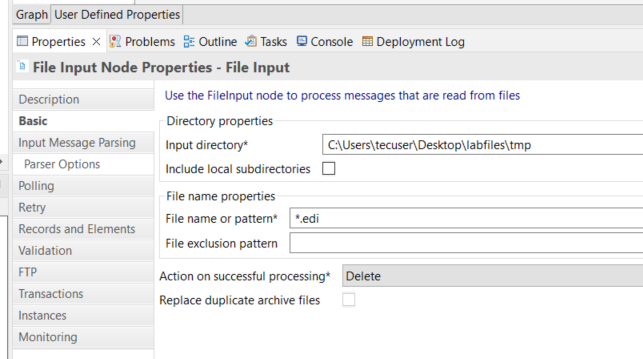 Graph User Defined Properties
Properties Problems Outline Tasks Console Deployment Log
File Input Node Properties - File Input
Description
Basic
Input Message Parsing
Parser Options
Polling
Retry
Records and Elements
Validation
FTP
Transactions
Instances
Monitoring
Use the FileInput node to process messages that are read from files
Directory properties
Input directory* C:\Users\tecuser\Desktop\labfiles\tmp
Include local subdirectories
File name properties
File name or pattern* *.edi
File exclusion pattern
Action on successful processing* Delete
Replace duplicate archive files